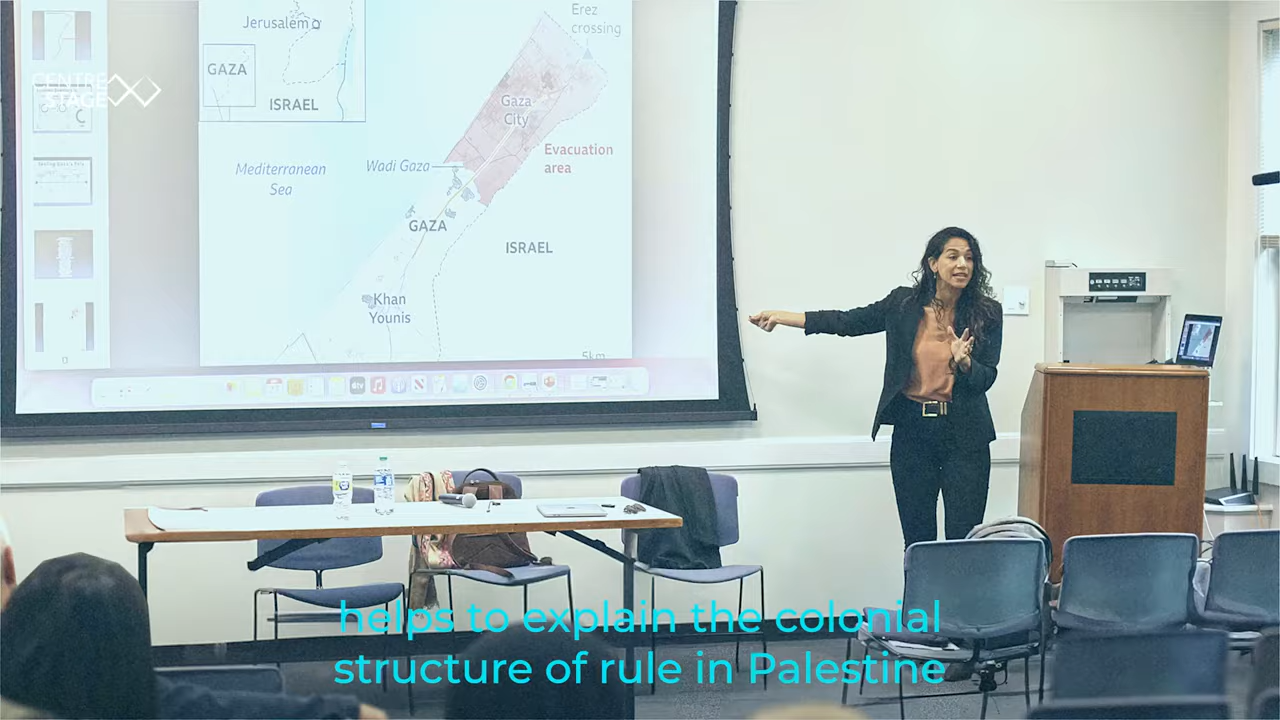 CENTRE
STAGE
Jerusalem
GAZA
ISRAEL
Erez
crossing
Gaza
City
Evacuation
area
Wadi Gaza
Mediterranean
Sea
GAZA
ISRAEL
Khan
Younis
5km
helps to explain the colonial
structure of rule in Palestine